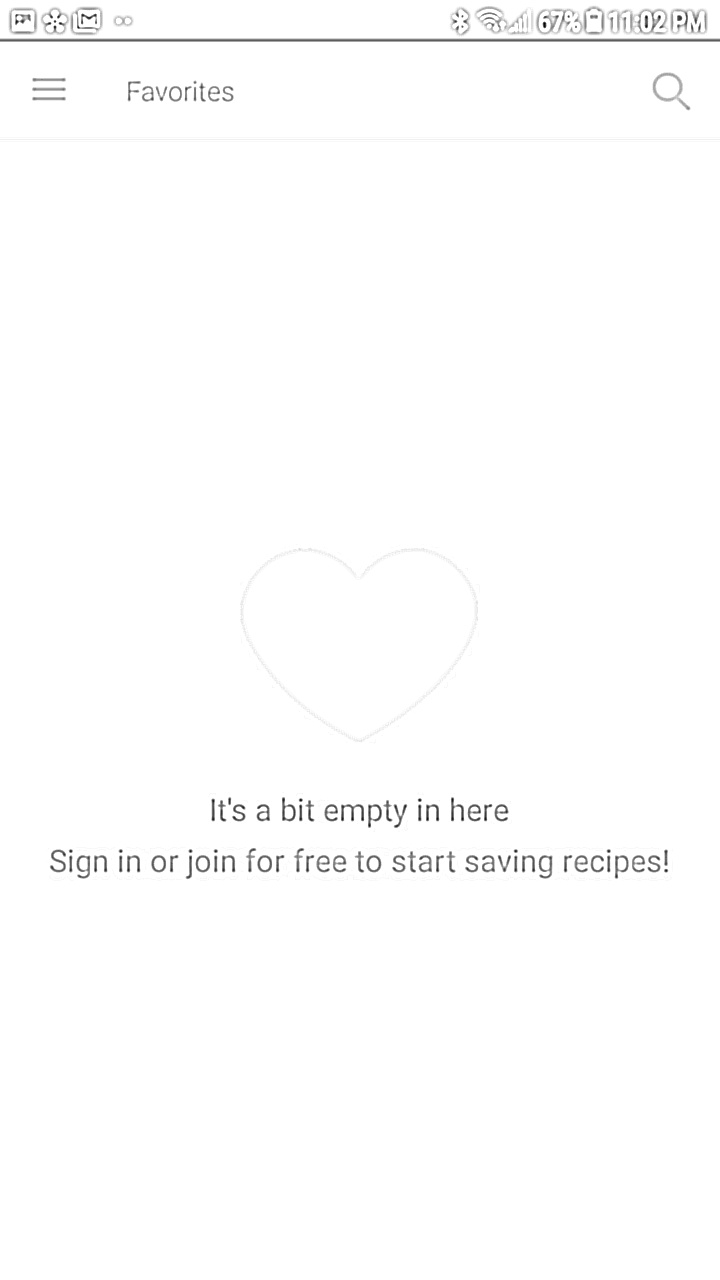 67% 11:02 PM
Favorites
It's a bit empty in here
Sign in or join for free to start saving recipes!